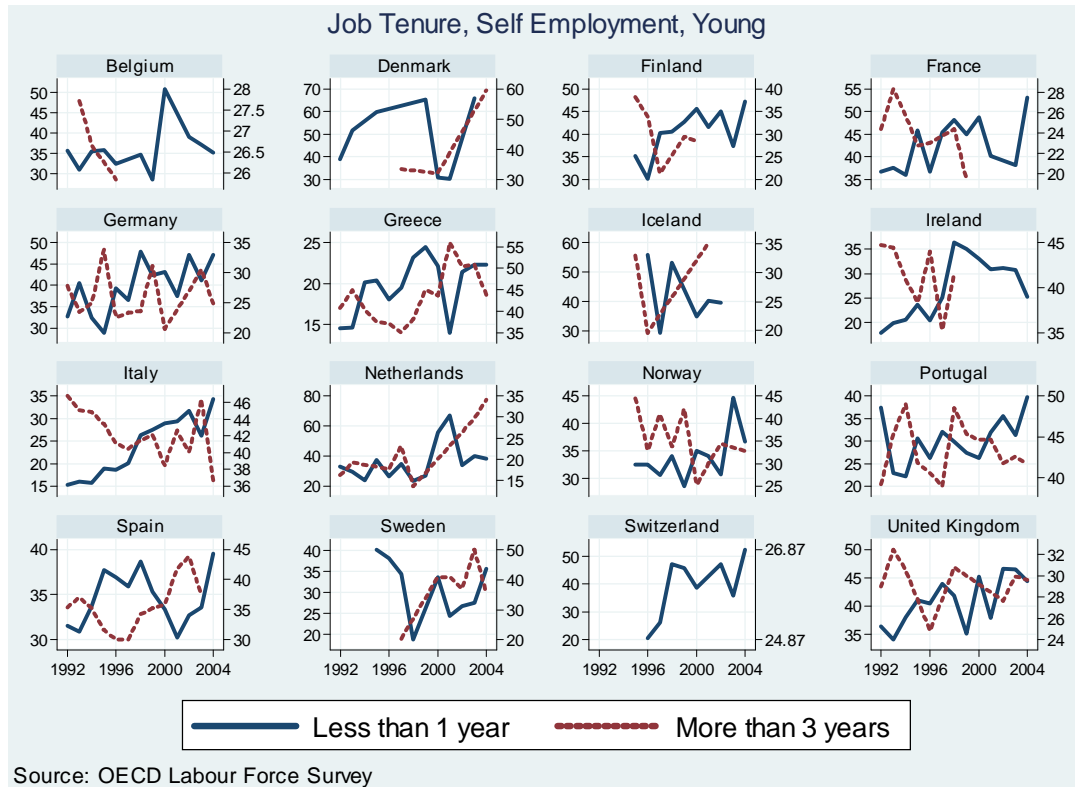 Job Tenure, Self Employment, Young
Belgium Denmark Finland France
50 45 40 35 30 28 27.5 27 26.5 26
70 60 50 40 30 60 50 40 30
50 45 40 35 30 40 35 30 25 20
55 50 45 40 35 28 26 24 22 20
Germany Greece Iceland Ireland
50 45 40 35 30 35 30 25 20
25 20 15 55 50 45 40 35
60 50 40 30 35 30 25 20
35 30 25 20 45 40 35
Italy Netherlands Norway Portugal
35 30 25 20 15 46 44 42 40 38 36
80 60 40 20 35 30 25 20 15
45 40 35 30 45 40 35 30 25
40 35 30 25 20 50 45 40
Spain Sweden Switzerland United Kingdom
40 35 30 45 40 35 30
40 35 30 25 20 50 40 30 20
50 40 30 20 26.87 24.87
50 45 40 35 32 30 28 26 24
1992 1996 2000 2004 1992 1996 2000 2004 1992 1996 2000 2004 1992 1996 2000 2004
Less than 1 year More than 3 years
Source: OECD Labour Force Survey